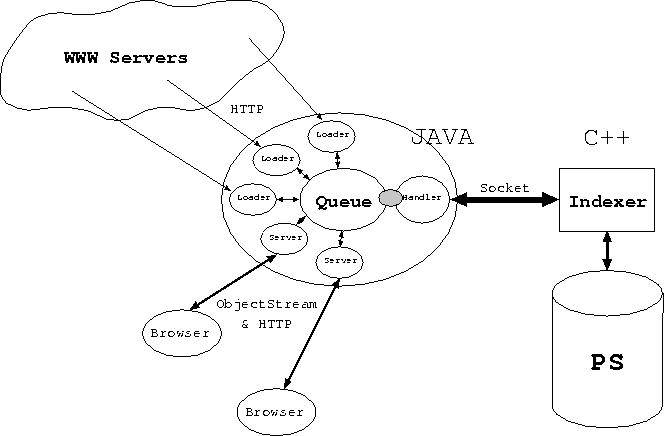 WWW Servers
HTTP
Loader
JAVA
C++
Loader
Socket
Loader
Queue
Handler
Indexer
Server
Server
ObjectStream
& HTTP
Browser
PS
Browser